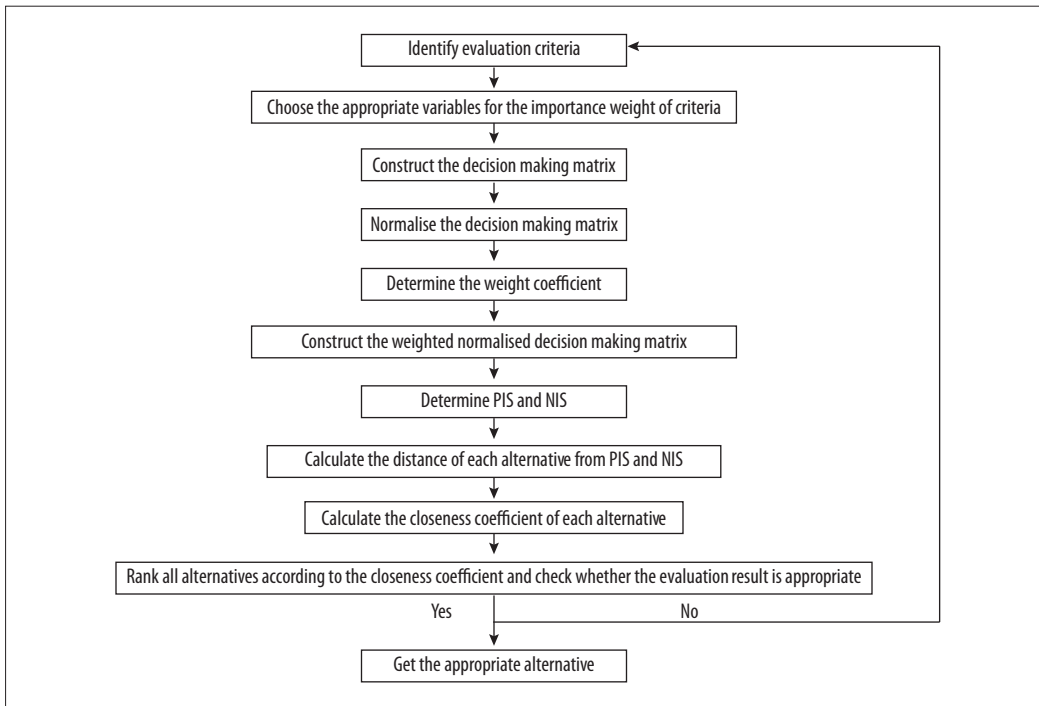 Identify evaluation criteria
Choose the appropriate variables for the importance weight of criteria
Construct the decision making matrix
Normalise the decision making matrix
Determine the weight coefficient
Construct the weighted normalised decision making matrix
Determine PIS and NIS
Calculate the distance of each alternative from PIS and NIS
Calculate the closeness coefficient of each alternative
Rank all alternatives according to the closeness coefficient and check whether the evaluation result is appropriate
Yes No
Get the appropriate alternative